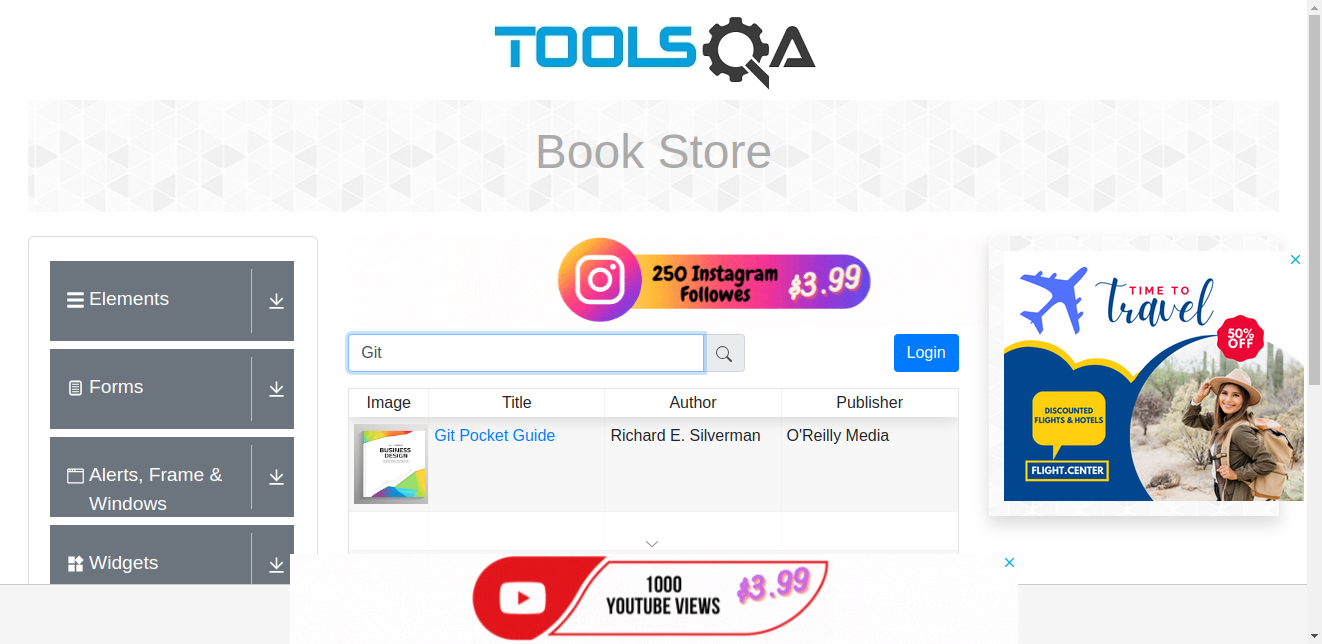 TOOLSQA
Book Store
Elements
Forms
Alerts, Frame &
Windows
Widgets
250 Instagram
Followes
$3.99
Git
Login
Image
Title
Author
Publisher
BUSINESS
DESIGN
Git Pocket Guide
Richard E. Silverman
O'Reilly Media
TIME TO
travel
50%
OFF
DISCOUNTED
FLIGHTS & HOTELS
FLIGHT.CENTER
1000
YOUTUBE VIEWS
$3.99